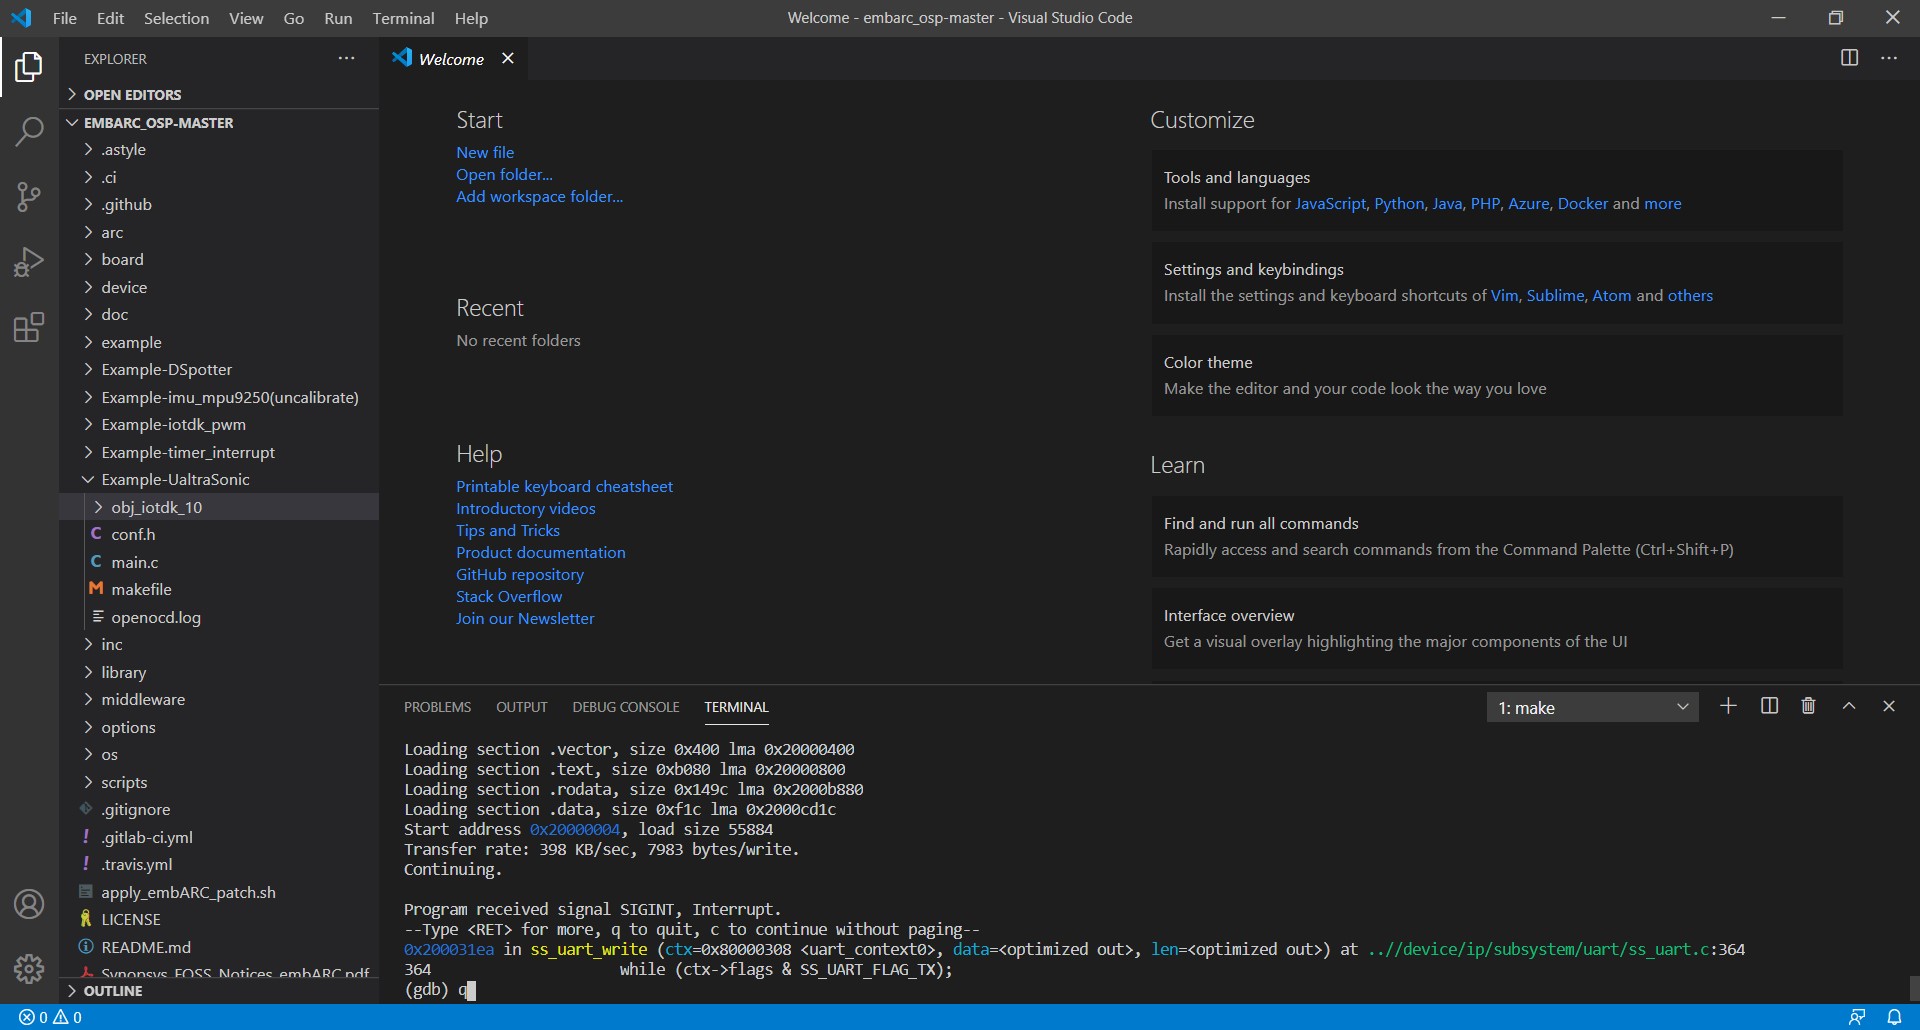 File Edit Selection View Go Run Terminal Help
Welcome - embarc_osp-master - Visual Studio Code
EXPLORER
OPEN EDITORS
EMBARC_OSP-MASTER
.astyle
.ci
.github
arc
board
device
doc
example
Example-DSpotter
Example-imu_mpu9250(uncalibrate)
Example-iotdk_pwm
Example-timer_interrupt
Example-UaltraSonic
obj_iotdk_10
C conf.h
C main.c
M makefile
openocd.log
inc
library
middleware
options
os
scripts
.gitignore
! .gitlab-ci.yml
! .travis.yml
apply_embARC_patch.sh
LICENSE
README.md
Synopsys_FOSS_Notices_embARC.pdf
OUTLINE
Welcome
Start
New file
Open folder...
Add workspace folder...
Recent
No recent folders
Help
Printable keyboard cheatsheet
Introductory videos
Tips and Tricks
Product documentation
GitHub repository
Stack Overflow
Join our Newsletter
Customize
Tools and languages
Install support for JavaScript, Python, Java, PHP, Azure, Docker and more
Settings and keybindings
Install the settings and keyboard shortcuts of Vim, Sublime, Atom and others
Color theme
Make the editor and your code look the way you love
Learn
Find and run all commands
Rapidly access and search commands from the Command Palette (Ctrl+Shift+P)
Interface overview
Get a visual overlay highlighting the major components of the UI
PROBLEMS OUTPUT DEBUG CONSOLE TERMINAL
1: make
Loading section .vector, size 0x400 lma 0x20000400
Loading section .text, size 0xb080 lma 0x20000800
Loading section .rodata, size 0x149c lma 0x2000b880
Loading section .data, size 0xf1c lma 0x2000cd1c
Start address 0x20000004, load size 55884
Transfer rate: 398 KB/sec, 7983 bytes/write.
Continuing.
Program received signal SIGINT, Interrupt.
--Type <RET> for more, q to quit, c to continue without paging--
0x200031ea in ss_uart_write (ctx=0x80000308 <uart_context0>, data=<optimized out>, len=<optimized out>) at ..//device/ip/subsystem/uart/ss_uart.c:364
364 while (ctx->flags & SS_UART_FLAG_TX);
(gdb) q
0 0